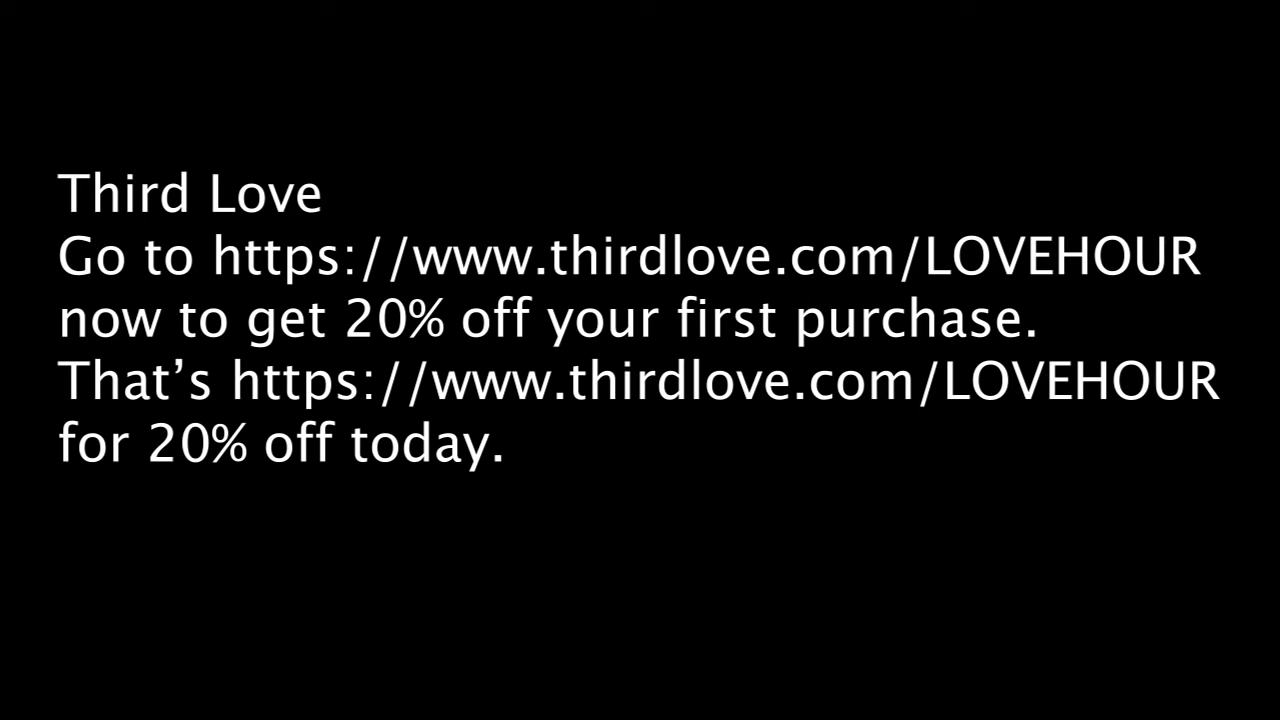 Third Love
Go to https://www.thirdlove.com/LOVEHOUR
now to get 20% off your first purchase.
That’s https://www.thirdlove.com/LOVEHOUR
for 20% off today.